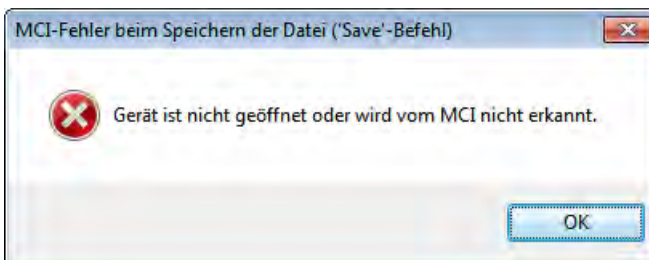 MCI-Fehler beim Speichern der Datei ('Save'-Befehl)
Gerät ist nicht geöffnet oder wird vom MCI nicht erkannt.
OK